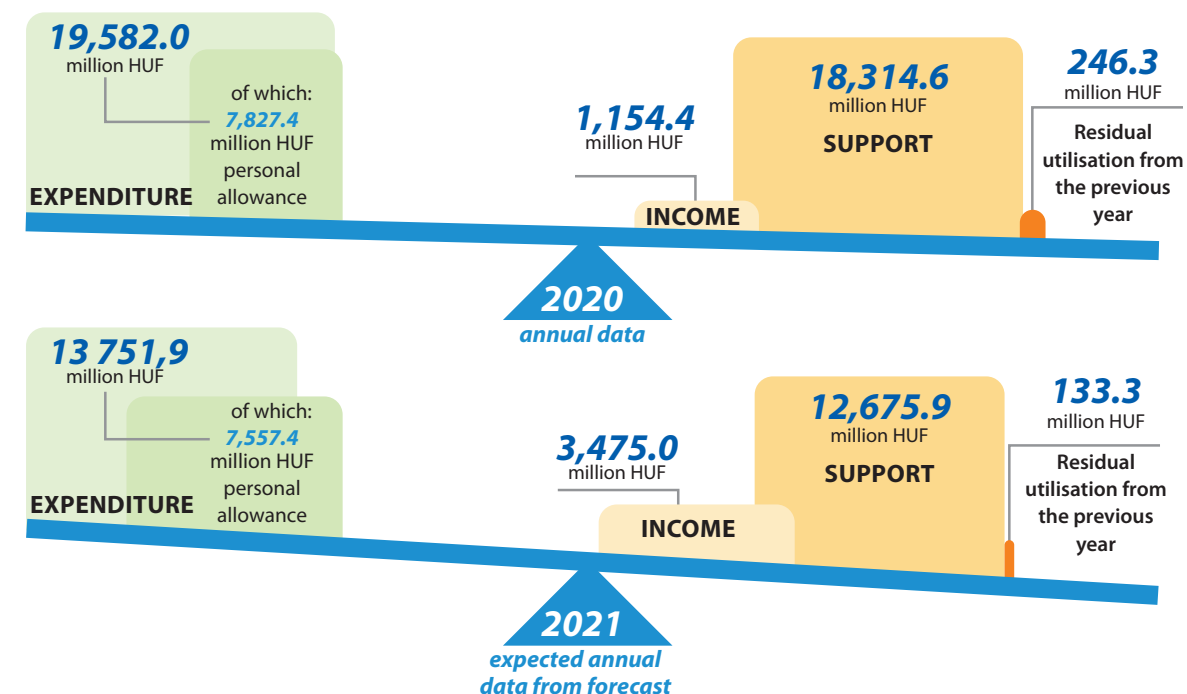 19,582.0
million HUF
of which:
7,827.4
million HUF
personal
allowance
EXPENDITURE
1,154.4
million HUF
INCOME
18,314.6
million HUF
SUPPORT
246.3
million HUF
Residual
utilisation from
the previous
year
2020
annual data
13 751,9
million HUF
of which:
7,557.4
million HUF
personal
allowance
EXPENDITURE
3,475.0
million HUF
INCOME
12,675.9
million HUF
SUPPORT
133.3
million HUF
Residual
utilisation from
the previous
year
2021
expected annual
data from forecast